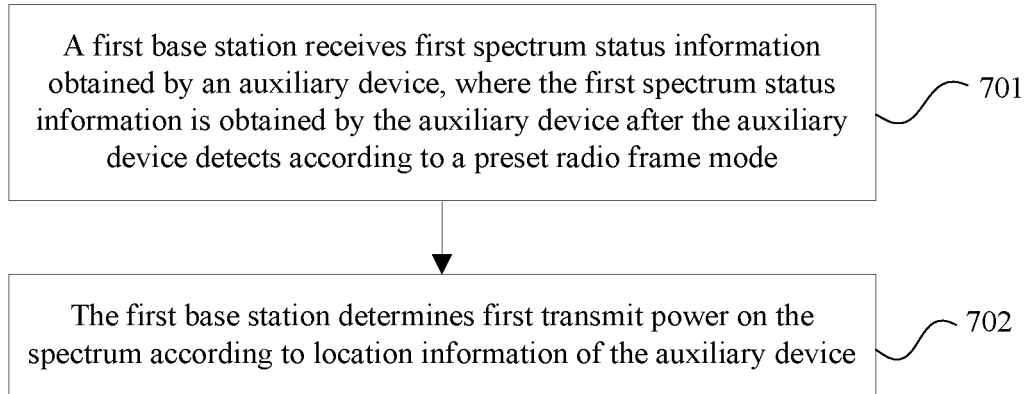 A first base station receives first spectrum status information
obtained by an auxiliary device, where the first spectrum status
information is obtained by the auxiliary device after the auxiliary
device detects according to a preset radio frame mode
701
The first base station determines first transmit power on the
spectrum according to location information of the auxiliary device
702